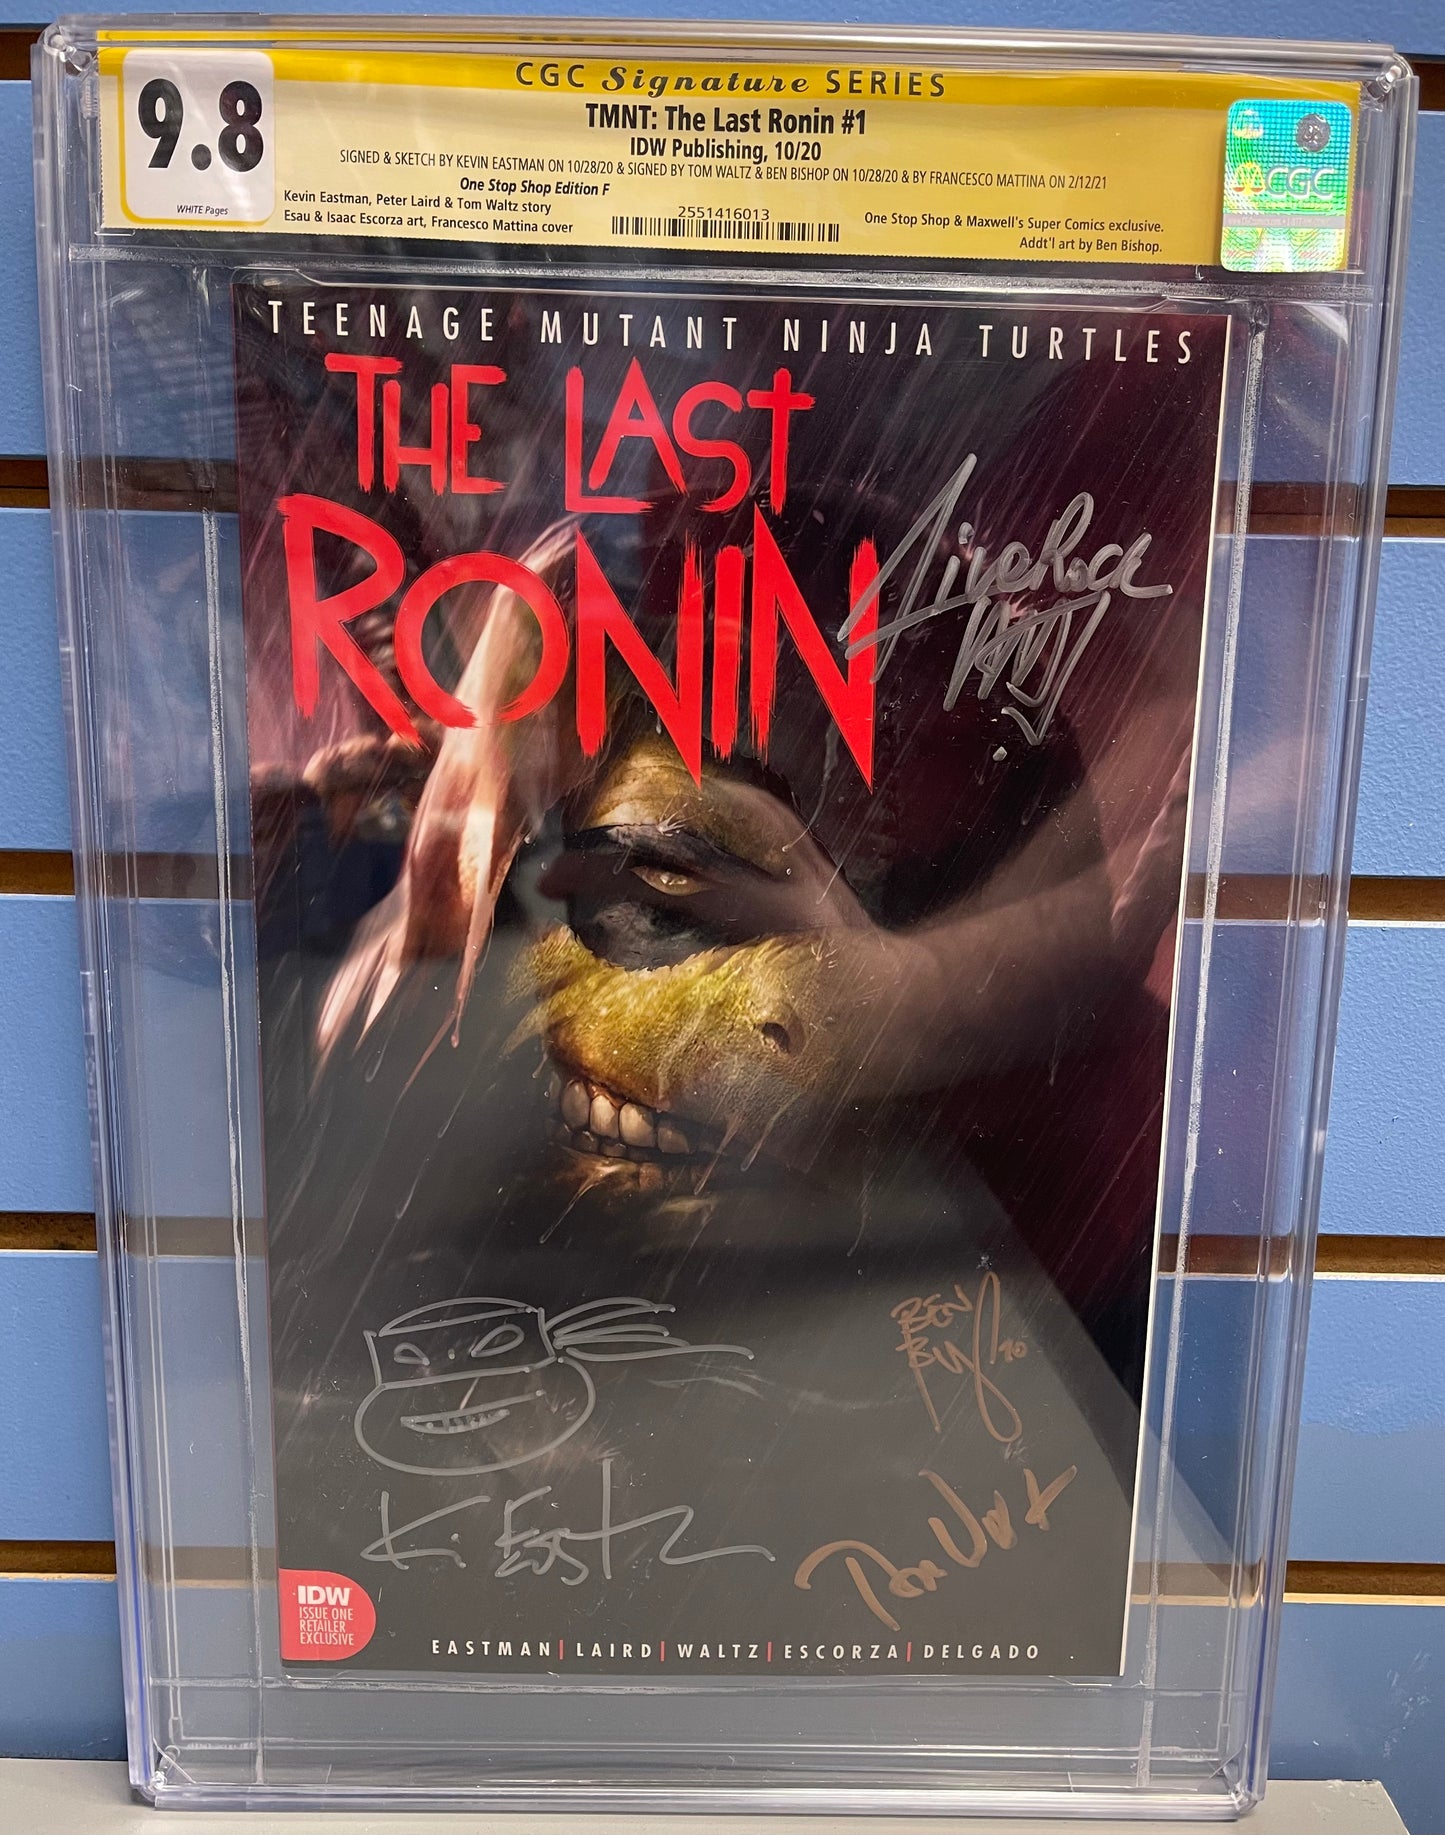 CGC Signature SERIES
9.8
WHITE Pages
TMNT: The Last Ronin #1
IDW Publishing, 10/20
SIGNED & SKETCH BY KEVIN EASTMAN ON 10/28/20 & SIGNED BY TOM WALTZ & BEN BISHOP ON 10/28/20 & BY FRANCESCO MATTINA ON 2/12/21
One Stop Shop Edition F
Kevin Eastman, Peter Laird & Tom Waltz story
Esau & Isaac Escorza art, Francesco Mattina cover
2551416013
One Stop Shop & Maxwell's Super Comics exclusive.
Addt'l art by Ben Bishop.
CGC
TEENAGE MUTANT NINJA TURTLES
THE LAST
RONIN
BEN
K. Eastman
Tom Waltz
IDW
ISSUE ONE
RETAILER
EXCLUSIVE
EASTMAN | LAIRD | WALTZ | ESCORZA | DELGADO